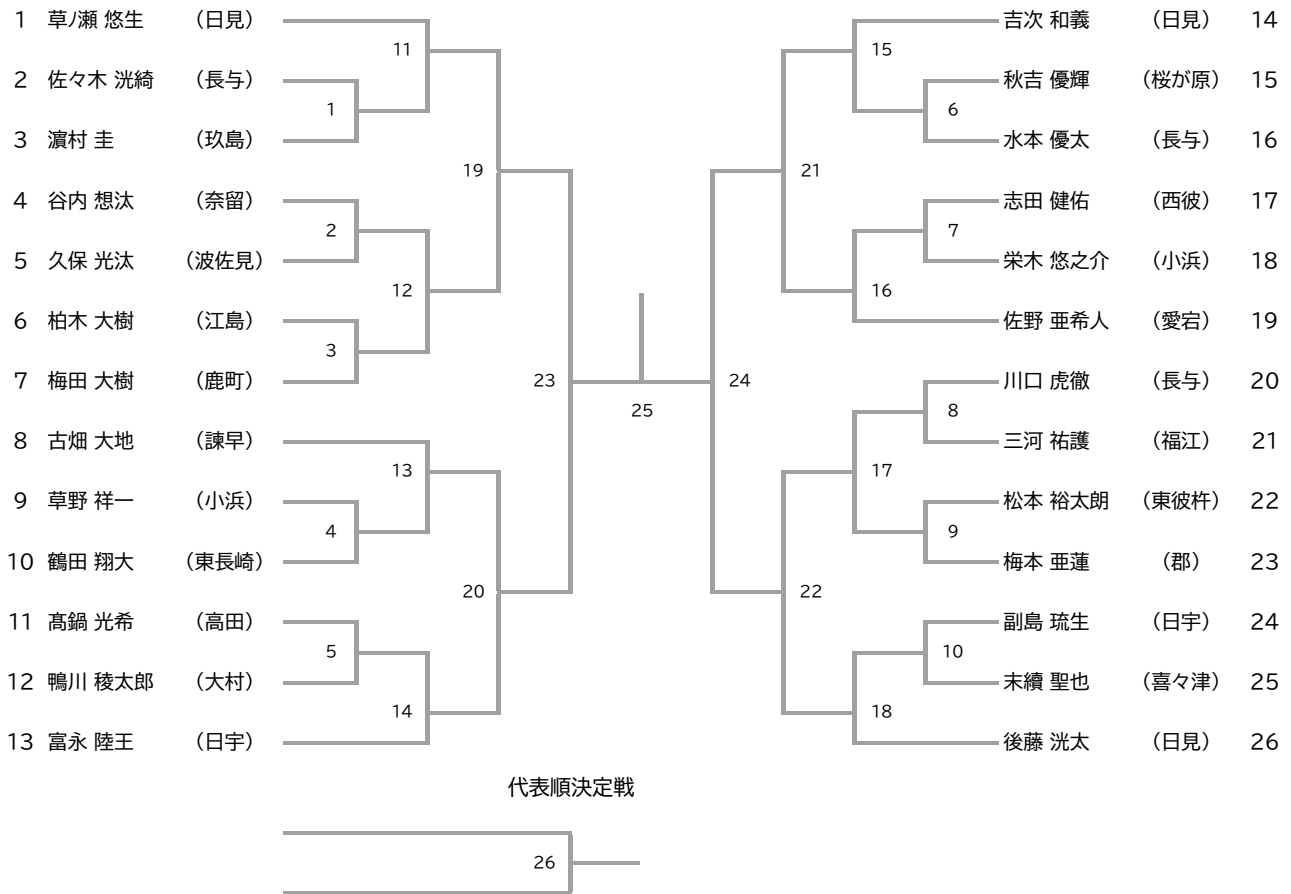 1 草ﾉ瀬 悠生 （日見） 吉次 和義 （日見） 14
11 15
2 佐々木 洸綺 （長与） 秋吉 優輝 （桜が原） 15
1 6
3 濵村 圭 （玖島） 水本 優太 （長与） 16
19 21
4 谷内 想汰 （奈留） 志田 健佑 （西彼） 17
2 7
5 久保 光汰 （波佐見） 栄木 悠之介 （小浜） 18
12 16
6 柏木 大樹 （江島） 佐野 亜希人 （愛宕） 19
3
7 梅田 大樹 （鹿町） 23 24 川口 虎徹 （長与） 20
25 8
8 古畑 大地 （諫早） 三河 祐護 （福江） 21
13 17
9 草野 祥一 （小浜） 松本 裕太朗 （東彼杵） 22
4 9
10 鶴田 翔大 （東長崎） 梅本 亜蓮 （郡） 23
20 22
11 髙鍋 光希 （高田） 副島 琉生 （日宇） 24
5 10
12 鴨川 稜太郎 （大村） 末續 聖也 （喜々津） 25
14 18
13 富永 陸王 （日宇） 後藤 洸太 （日見） 26
代表順決定戦
26